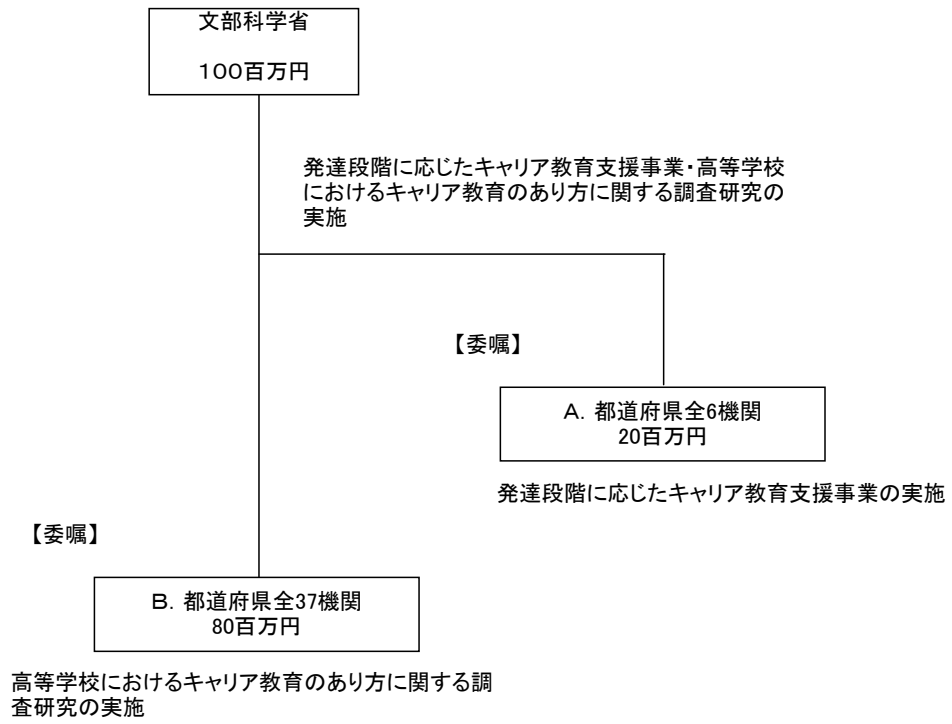 文部科学省
１００百万円
発達段階に応じたキャリア教育支援事業・高等学校
におけるキャリア教育のあり方に関する調査研究の
実施
【委嘱】
Ａ．都道府県全6機関
20百万円
発達段階に応じたキャリア教育支援事業の実施
【委嘱】
Ｂ．都道府県全37機関
80百万円
高等学校におけるキャリア教育のあり方に関する調
査研究の実施